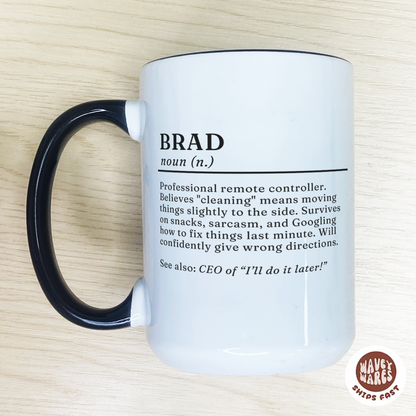 BRAD
noun (n.)
Professional remote controller.
Believes "cleaning" means moving
things slightly to the side. Survives
on snacks, sarcasm, and Googling
how to fix things last minute. Will
confidently give wrong directions.
See also: CEO of “I'll do it later!”
WAVEY
WARES
SHIPS FAST